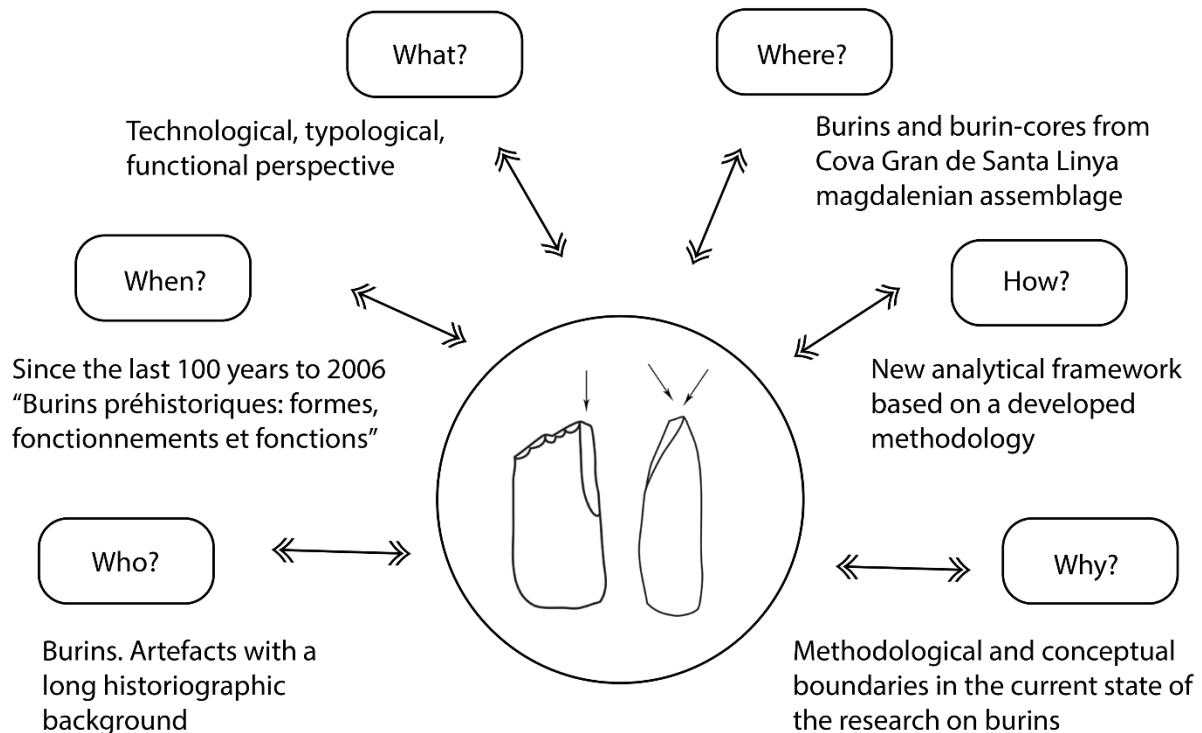 What?
Technological, typological,
functional perspective
Where?
Burins and burin-cores from
Cova Gran de Santa Linya
magdalenian assemblage
When?
Since the last 100 years to 2006
“Burins préhistoriques: formes,
fonctionnements et fonctions”
How?
New analytical framework
based on a developed
methodology
Who?
Burins. Artefacts with a
long historiographic
background
Why?
Methodological and conceptual
boundaries in the current state of
the research on burins